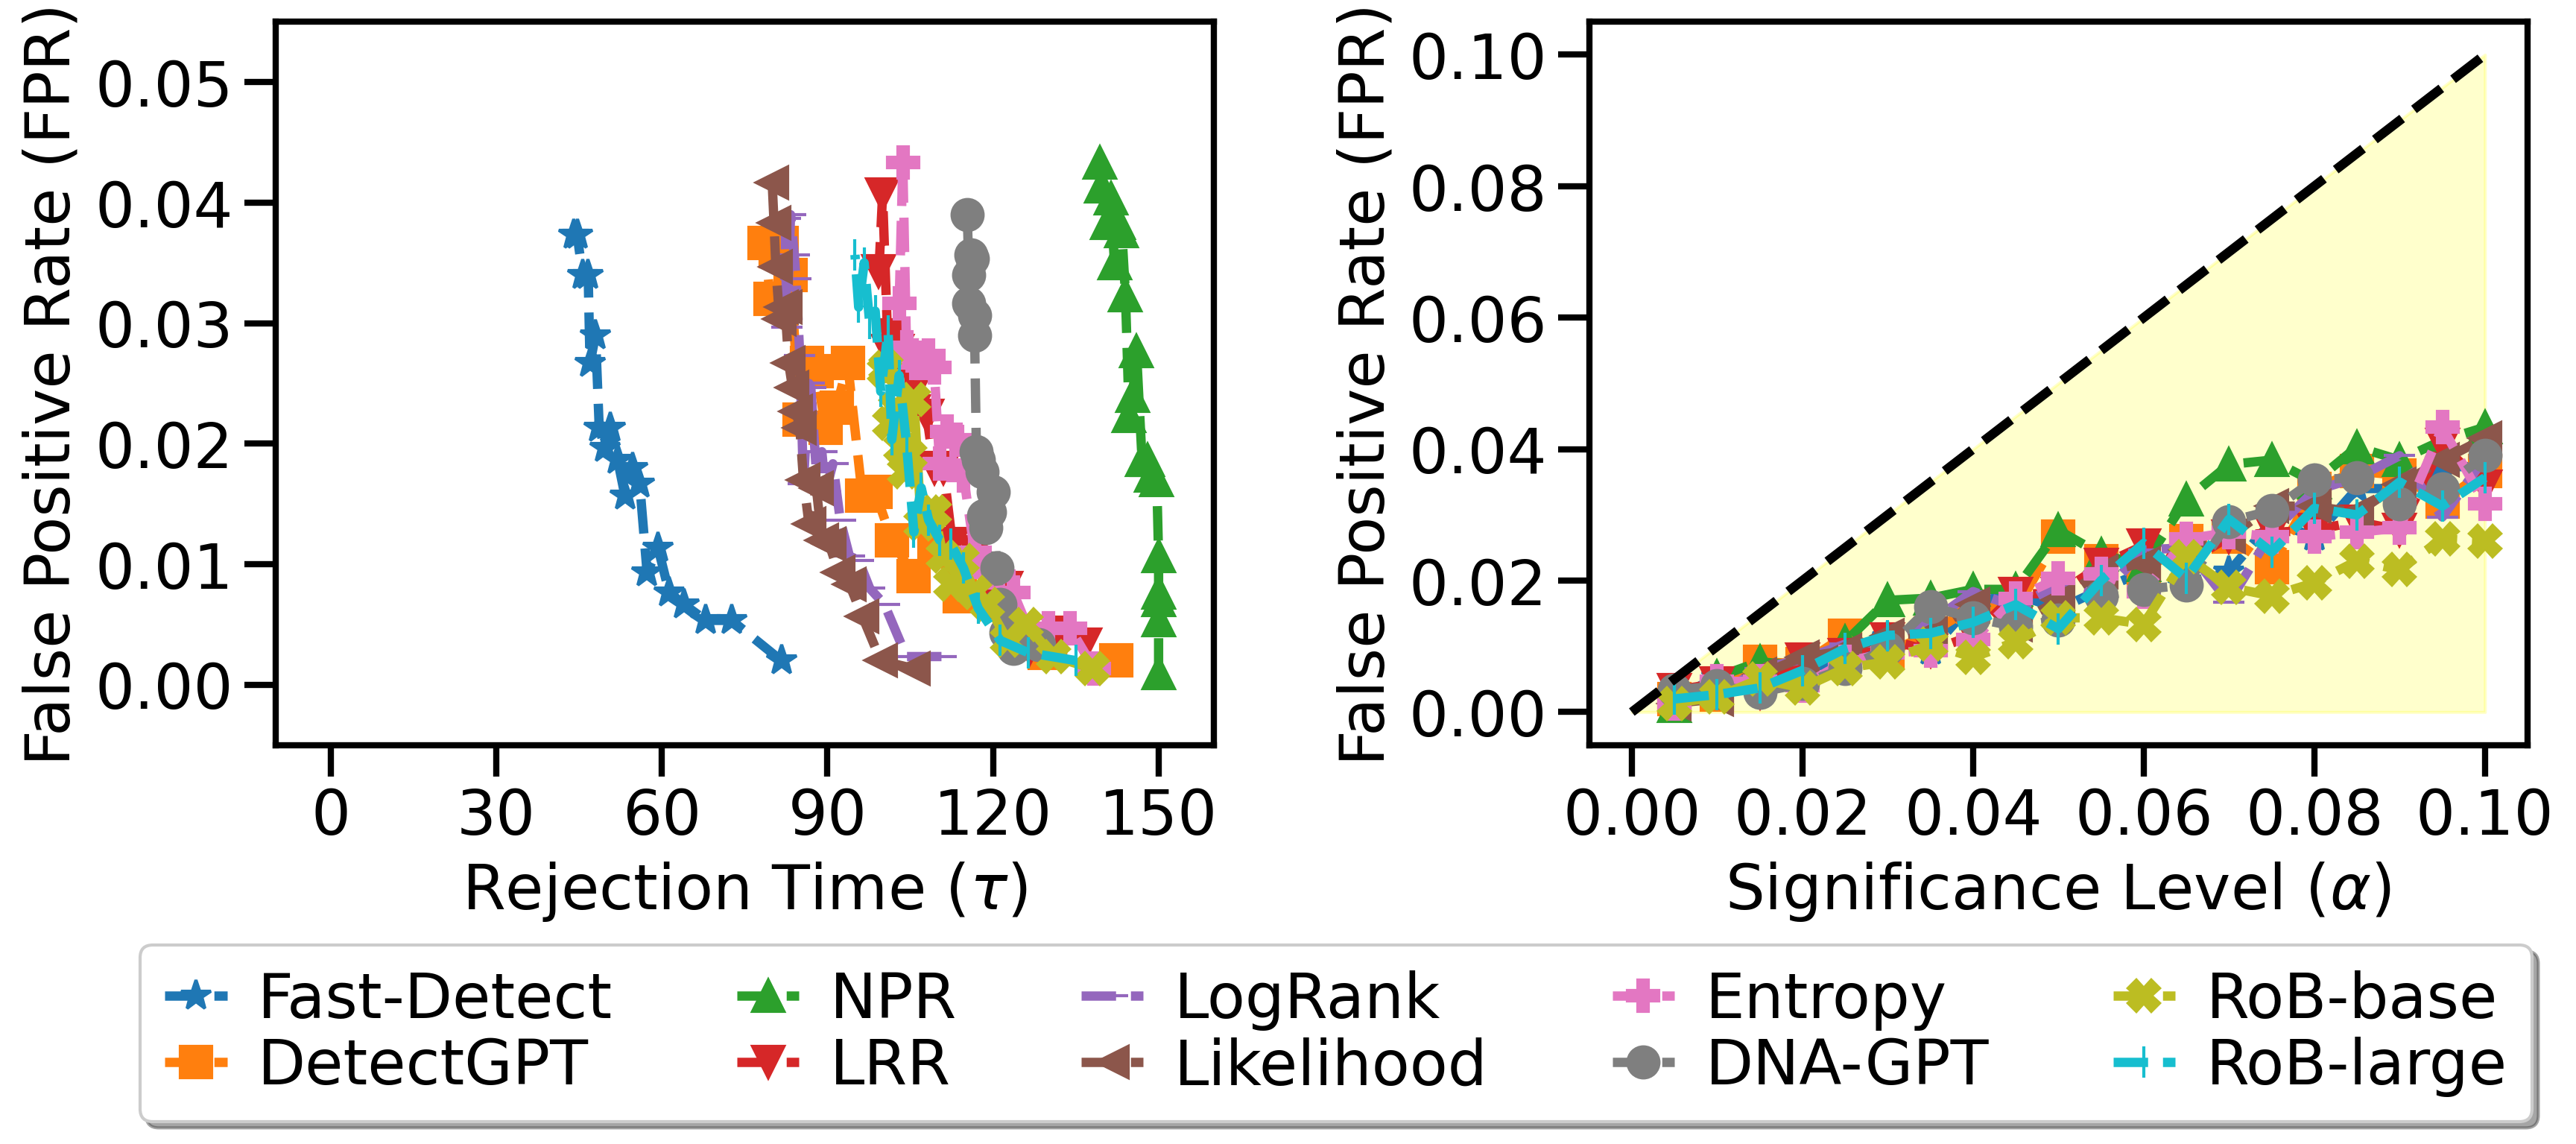 False Positive Rate (FPR)
0.05
0.04
0.03
0.02
0.01
0.00
0 30 60 90 120 150
Rejection Time (τ)
False Positive Rate (FPR)
0.10
0.08
0.06
0.04
0.02
0.00
0.00 0.02 0.04 0.06 0.08 0.10
Significance Level (α)
Fast-Detect NPR LogRank Entropy RoB-base
DetectGPT LRR Likelihood DNA-GPT RoB-large